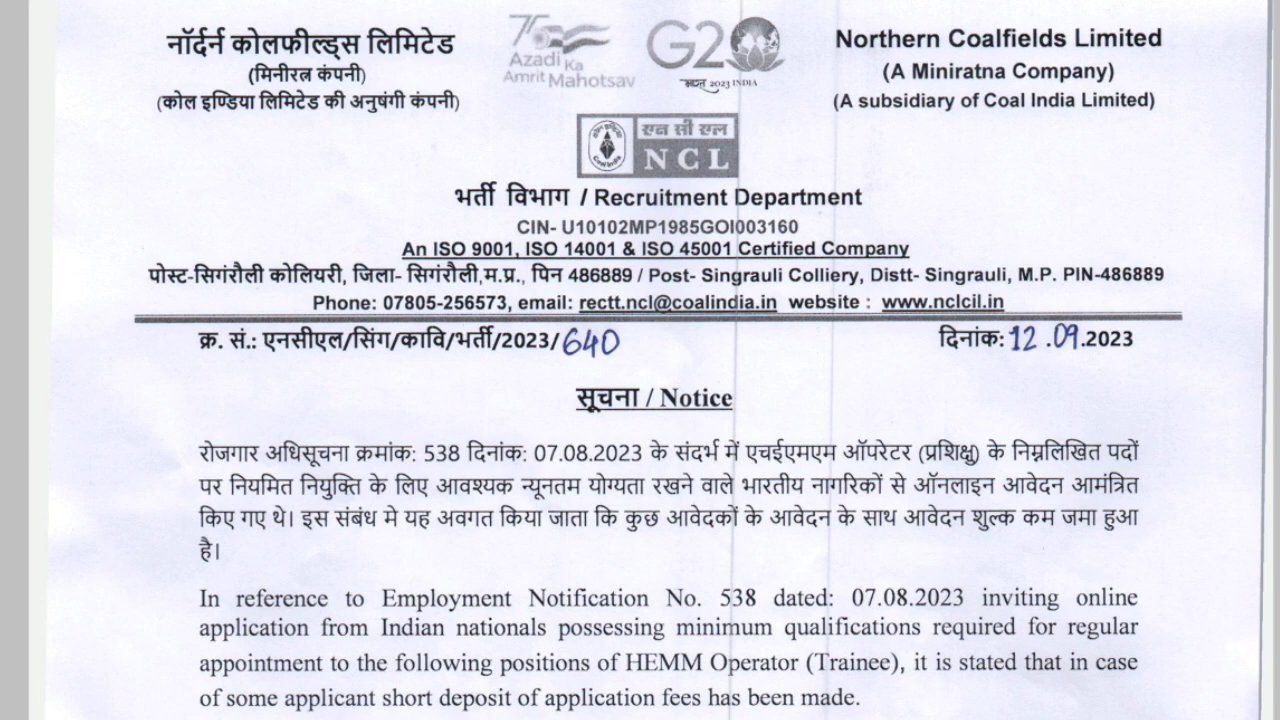 नॉर्दर्न कोलफील्ड्स लिमिटेड
(मिनीरत्न कंपनी)
(कोल इण्डिया लिमिटेड की अनुषंगी कंपनी)
75
Azadi Ka
Amrit Mahotsav
G20
भारत 2023 INDIA
Northern Coalfields Limited
(A Miniratna Company)
(A subsidiary of Coal India Limited)
एन सी एल
NCL
Coal India
भर्ती विभाग / Recruitment Department
CIN- U10102MP1985GOI003160
An ISO 9001, ISO 14001 & ISO 45001 Certified Company
पोस्ट-सिगंरौली कोलियरी, जिला- सिगंरौली,म.प्र., पिन 486889 / Post- Singrauli Colliery, Distt- Singrauli, M.P. PIN-486889
Phone: 07805-256573, email: rectt.ncl@coalindia.in website : www.nclcil.in
क्र. सं.: एनसीएल/सिंग/कावि/भर्ती/2023/640 दिनांक: 12.09.2023
सूचना / Notice
रोजगार अधिसूचना क्रमांक: 538 दिनांक: 07.08.2023 के संदर्भ में एचईएमएम ऑपरेटर (प्रशिक्षु) के निम्नलिखित पदों
पर नियमित नियुक्ति के लिए आवश्यक न्यूनतम योग्यता रखने वाले भारतीय नागरिकों से ऑनलाइन आवेदन आमंत्रित
किए गए थे। इस संबंध मे यह अवगत किया जाता कि कुछ आवेदकों के आवेदन के साथ आवेदन शुल्क कम जमा हुआ
है।
In reference to Employment Notification No. 538 dated: 07.08.2023 inviting online
application from Indian nationals possessing minimum qualifications required for regular
appointment to the following positions of HEMM Operator (Trainee), it is stated that in case
of some applicant short deposit of application fees has been made.